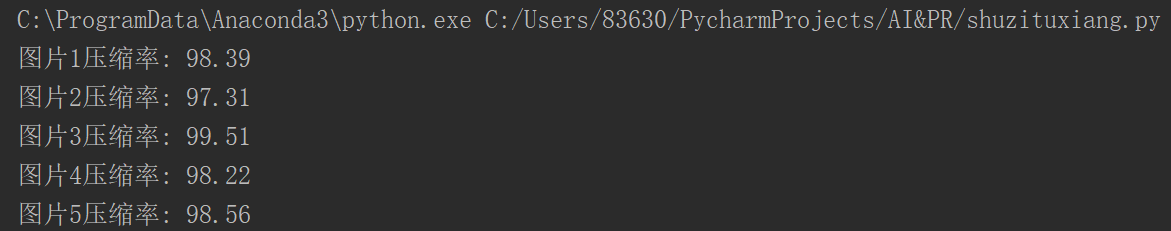 C:\ProgramData\Anaconda3\python.exe C:/Users/83630/PycharmProjects/AI&PR/shuzituxiang.py
图片1压缩率: 98.39
图片2压缩率: 97.31
图片3压缩率: 99.51
图片4压缩率: 98.22
图片5压缩率: 98.56